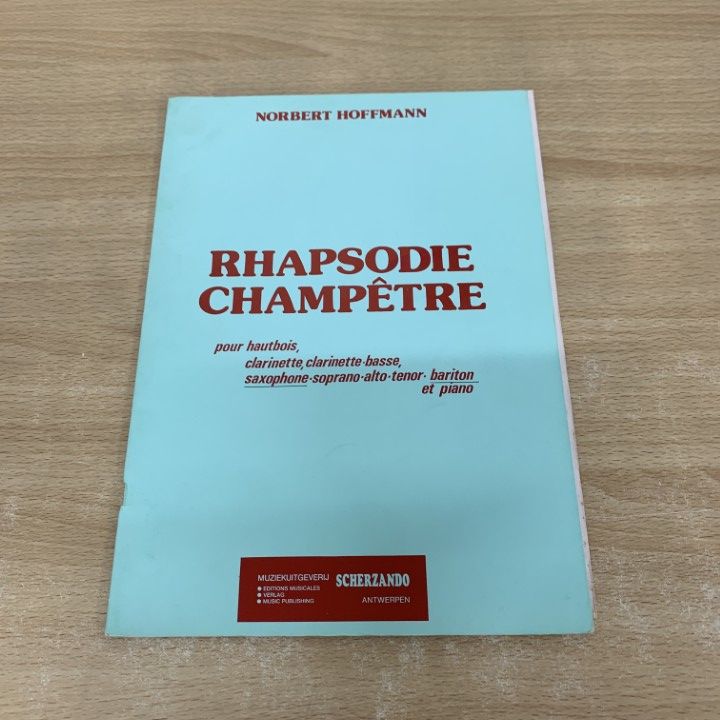 NORBERT HOFFMANN
RHAPSODIE
CHAMPÊTRE
pour hautbois,
clarinette, clarinette-basse,
saxophone-soprano-alto-tenor-bariton
et piano
MUZIEKUITGEVERIJ SCHERZANDO
● EDITIONS MUSICALES
● VERLAG
● MUSIC PUBLISHING
ANTWERPEN